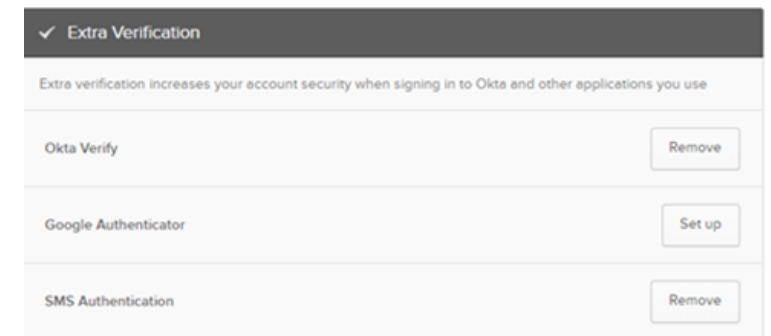 Extra Verification
Extra verification increases your account security when signing in to Okta and other applications you use
Okta Verify Remove
Google Authenticator Set up
SMS Authentication Remove